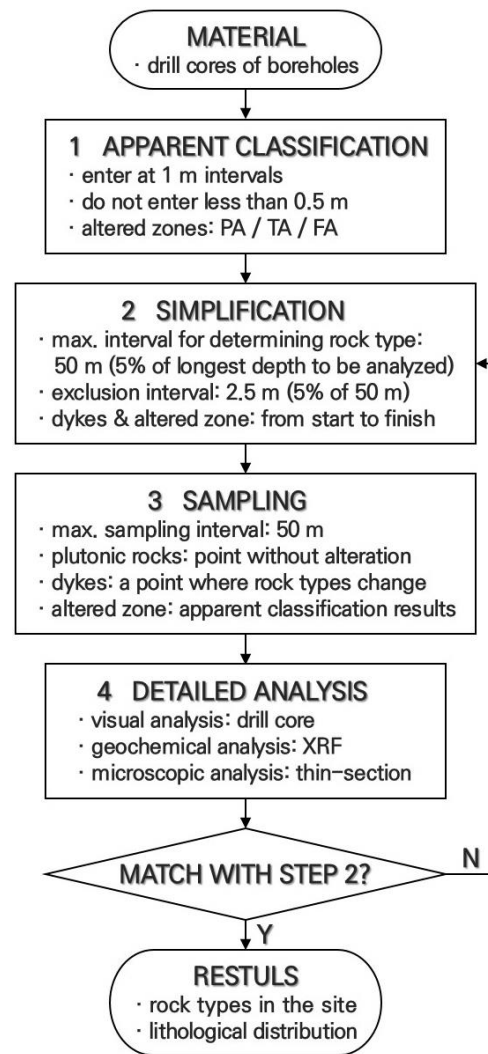 MATERIAL
· drill cores of boreholes
1 APPARENT CLASSIFICATION
· enter at 1 m intervals
· do not enter less than 0.5 m
· altered zones: PA / TA / FA
2 SIMPLIFICATION
· max. interval for determining rock type:
50 m (5% of longest depth to be analyzed)
· exclusion interval: 2.5 m (5% of 50 m)
· dykes & altered zone: from start to finish
3 SAMPLING
· max. sampling interval: 50 m
· plutonic rocks: point without alteration
· dykes: a point where rock types change
· altered zone: apparent classification results
4 DETAILED ANALYSIS
· visual analysis: drill core
· geochemical analysis: XRF
· microscopic analysis: thin-section
MATCH WITH STEP 2?
N
Y
RESTULS
· rock types in the site
· lithological distribution